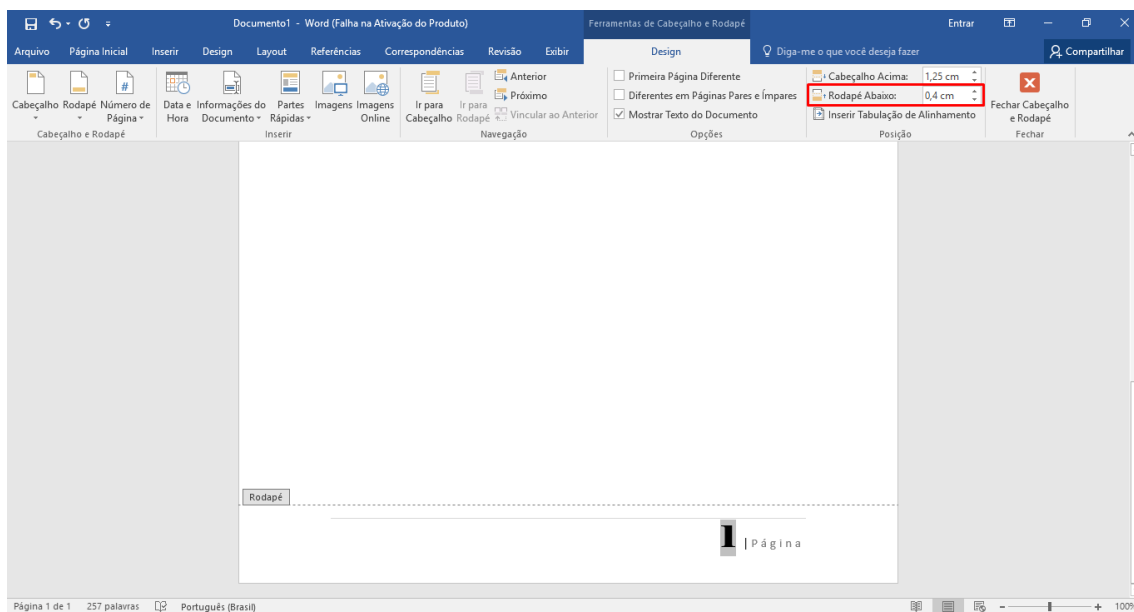 Documento1 - Word (Falha na Ativação do Produto)
Ferramentas de Cabeçalho e Rodapé
Entrar
Arquivo Página Inicial Inserir Design Layout Referências Correspondências Revisão Exibir Design Diga-me o que você deseja fazer Compartilhar
Cabeçalho
Rodapé
Número de
Página
Cabeçalho e Rodapé
Data e
Hora
Informações do
Documento
Partes
Rápidas
Imagens
Imagens
Online
Inserir
Ir para
Cabeçalho
Ir para
Rodapé
Anterior
Próximo
Vincular ao Anterior
Navegação
Primeira Página Diferente
Diferentes em Páginas Pares e Ímpares
Mostrar Texto do Documento
Opções
Cabeçalho Acima: 1,25 cm
Rodapé Abaixo: 0,4 cm
Inserir Tabulação de Alinhamento
Posição
Fechar Cabeçalho
e Rodapé
Fechar
Rodapé
1 | Página
Página 1 de 1 257 palavras Português (Brasil) - + 100%